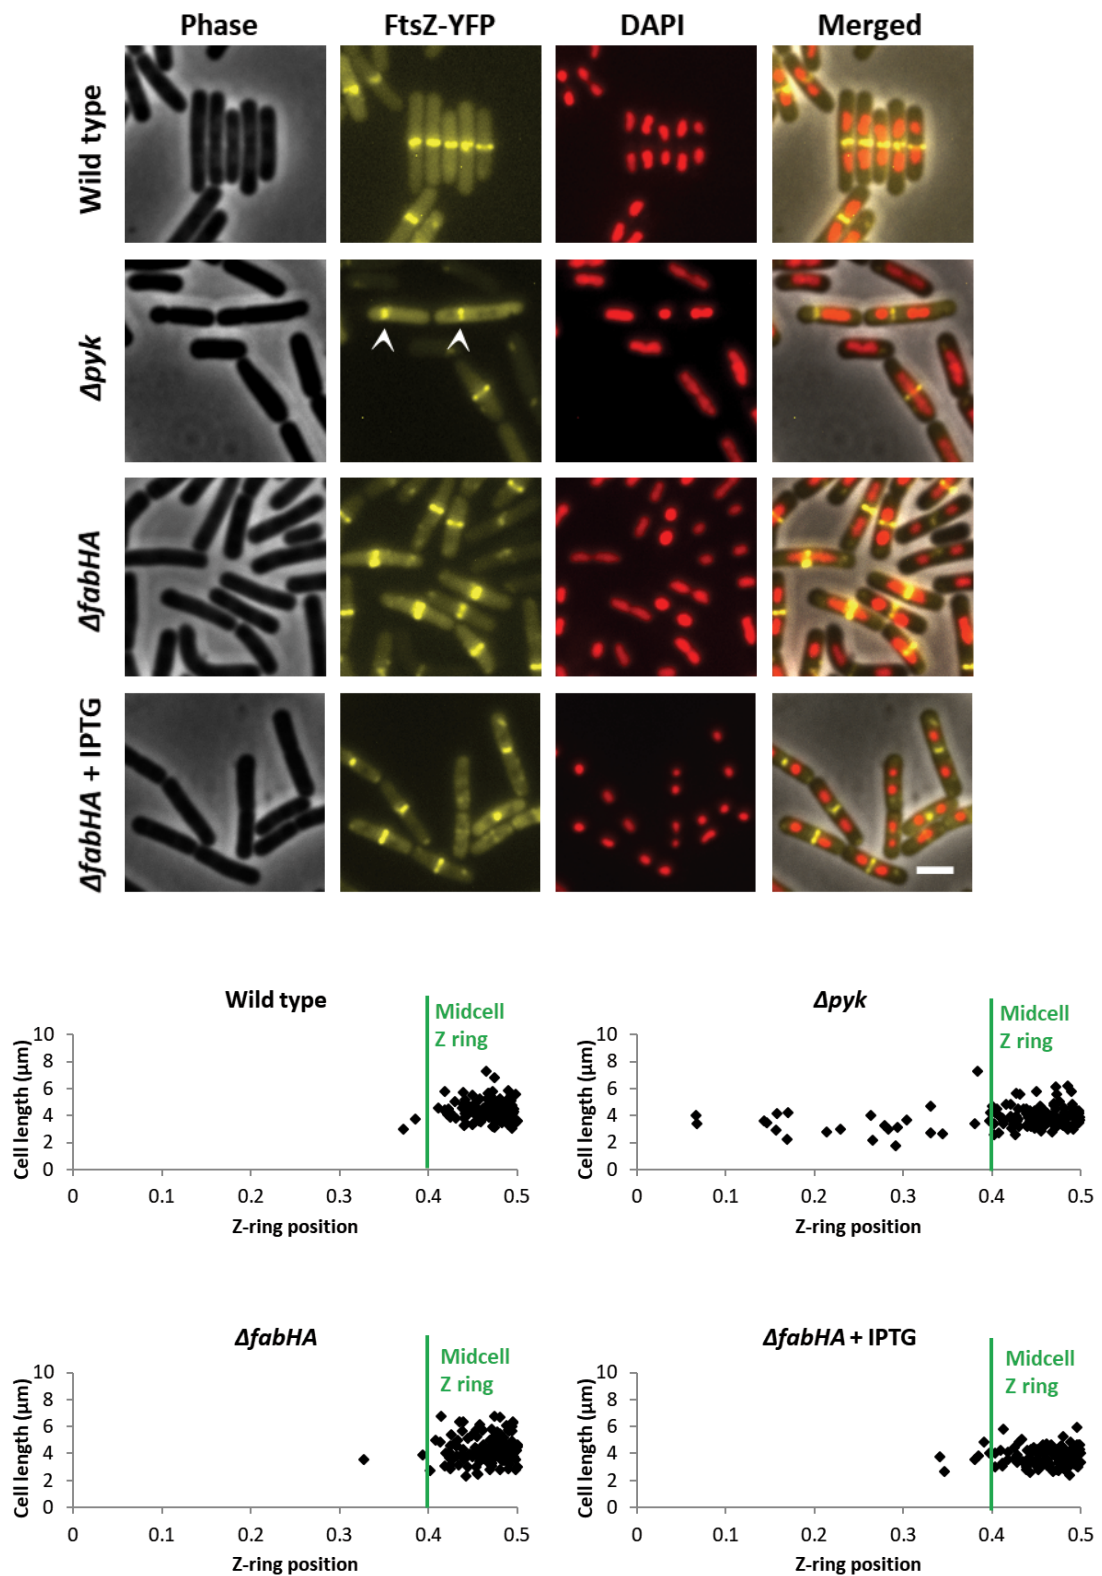 Phase FtsZ-YFP DAPI Merged
Wild type
Δpyk
ΔfabHA
ΔfabHA + IPTG
Wild type
Midcell
Z ring
Cell length (µm)
10
8
6
4
2
0
0 0.1 0.2 0.3 0.4 0.5
Z-ring position
Δpyk
Midcell
Z ring
Cell length (µm)
10
8
6
4
2
0
0 0.1 0.2 0.3 0.4 0.5
Z-ring position
ΔfabHA
Midcell
Z ring
Cell length (µm)
10
8
6
4
2
0
0 0.1 0.2 0.3 0.4 0.5
Z-ring position
ΔfabHA + IPTG
Midcell
Z ring
Cell length (µm)
10
8
6
4
2
0
0 0.1 0.2 0.3 0.4 0.5
Z-ring position